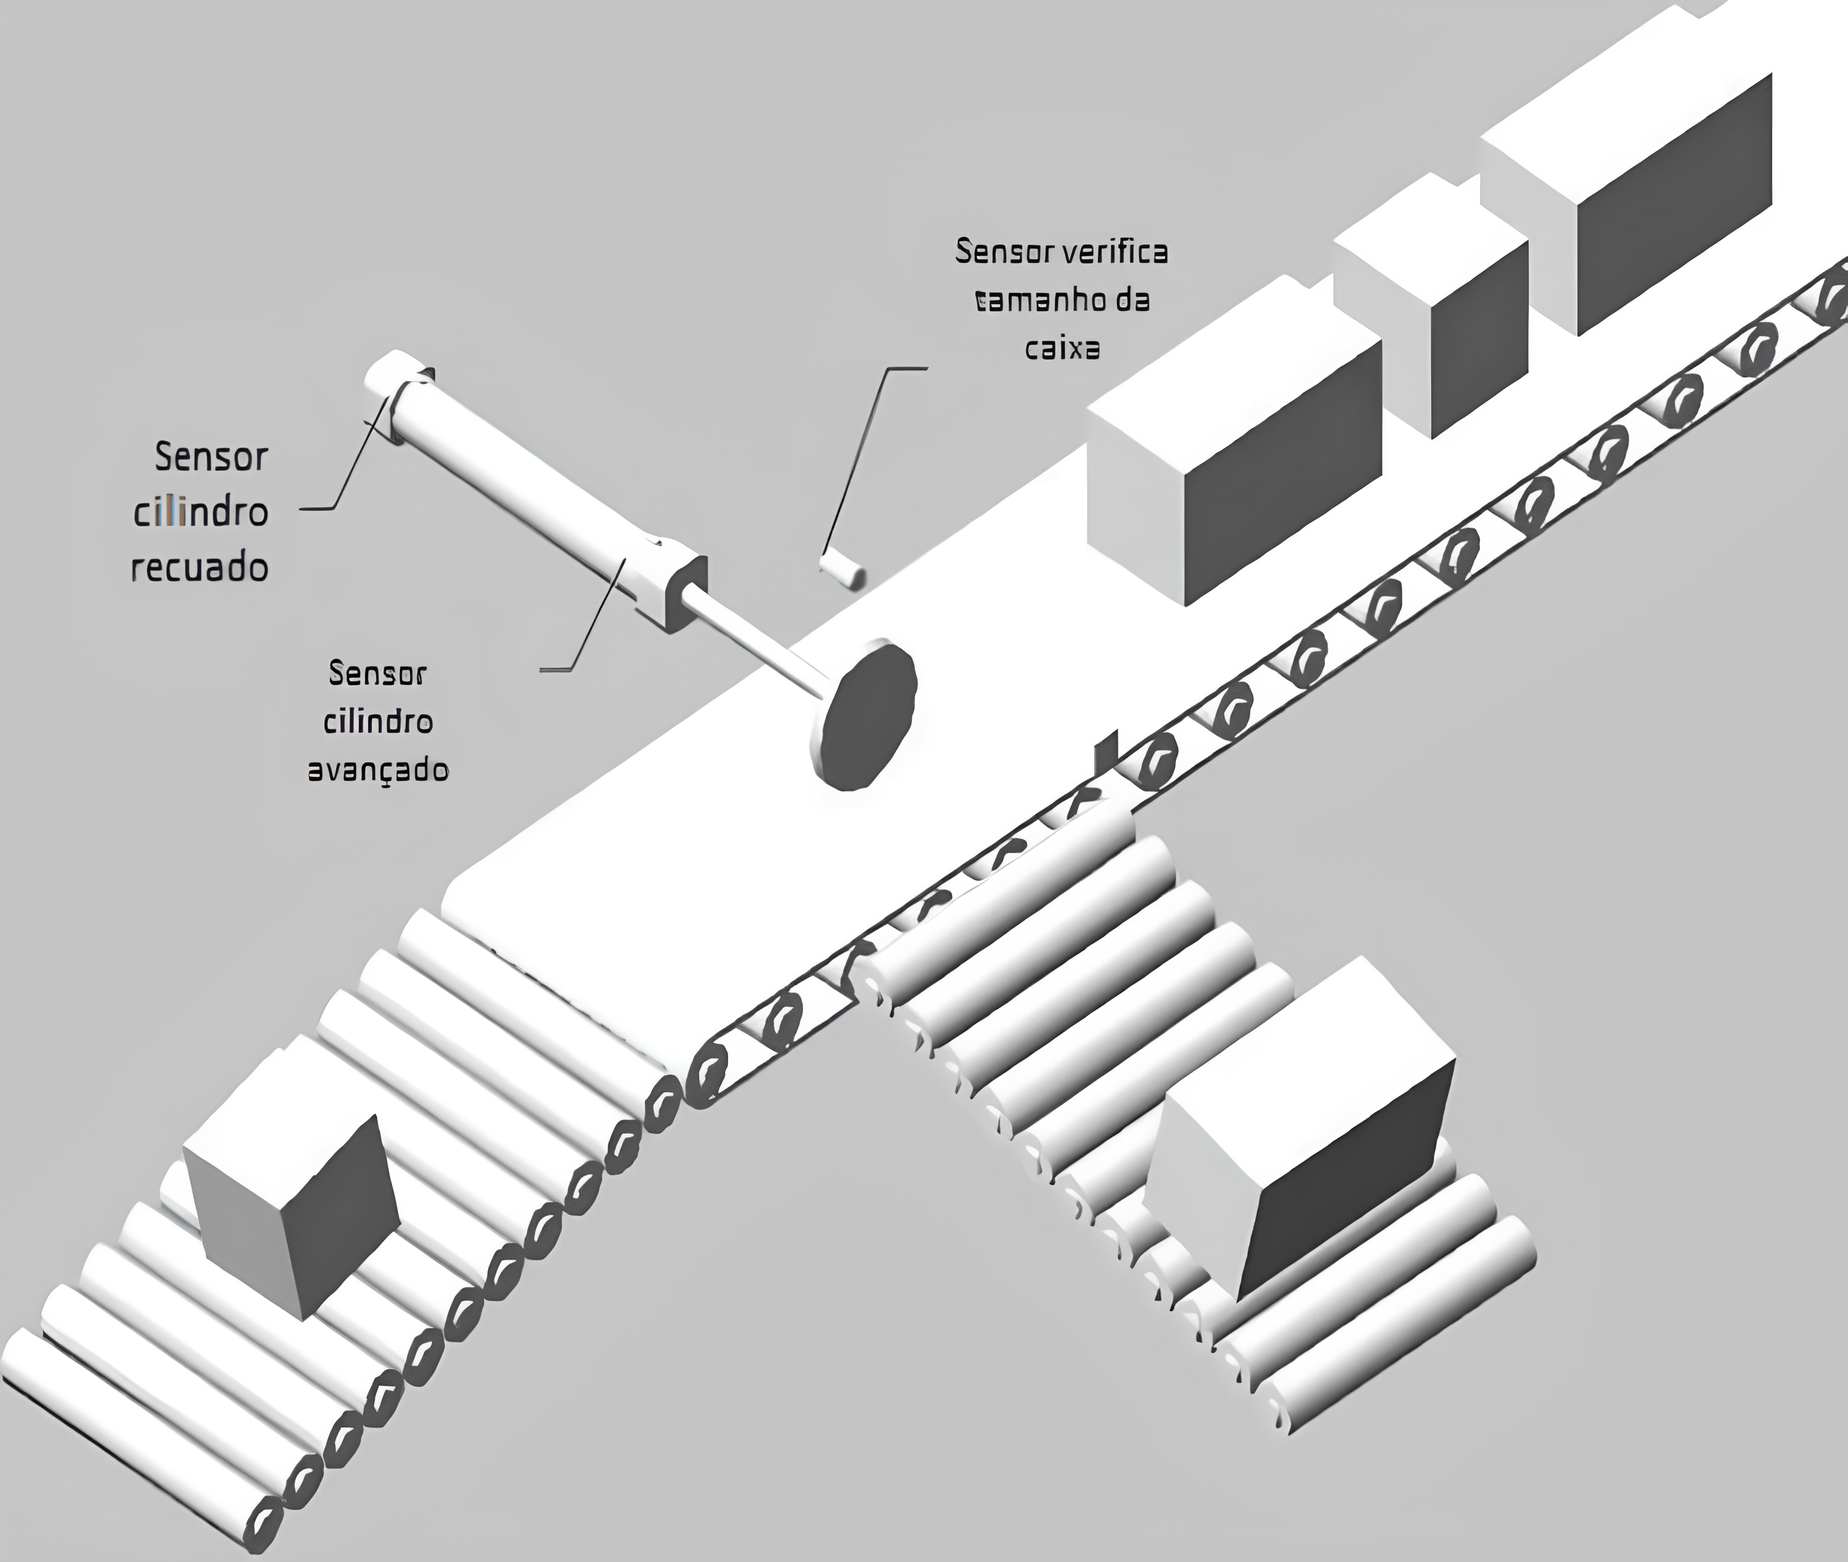 Sensor verifica
tamanho da
caixa
Sensor
cilindro
recuado
Sensor
cilindro
avançado